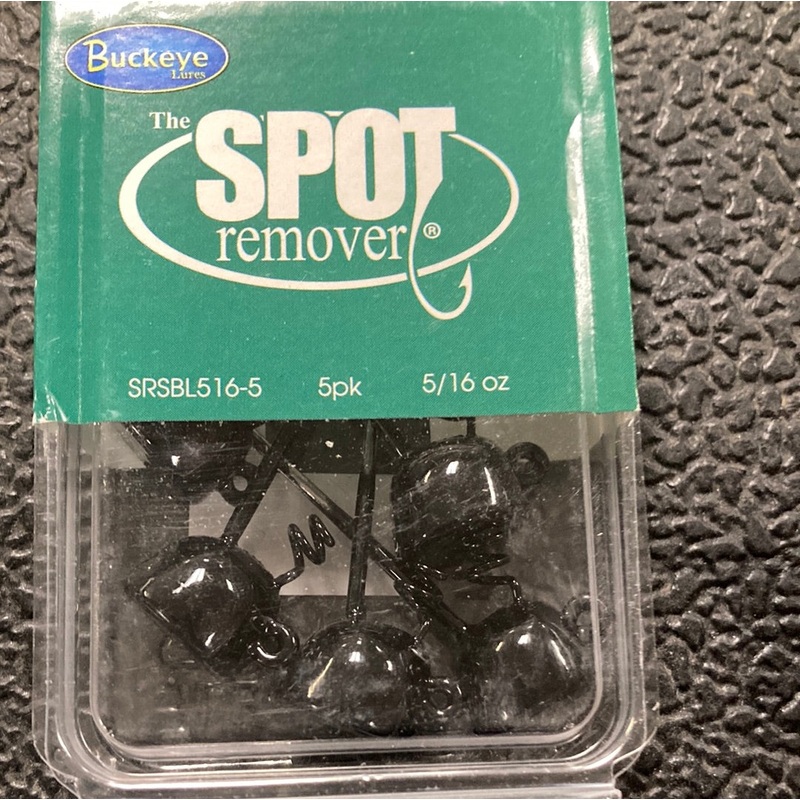 Buckeye
Lures
The SPOT
remover®
SRSBL516-5 5pk 5/16 oz